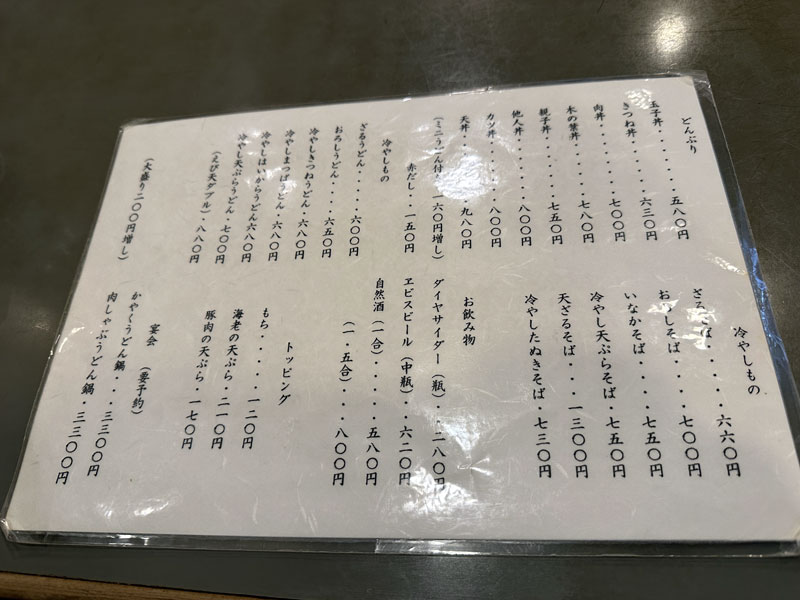 どんぶり
玉子丼・・・・・・・五八〇円
きつね丼・・・・・・六三〇円
肉丼・・・・・・・・七〇〇円
木の葉丼・・・・・・七八〇円
親子丼・・・・・・・七五〇円
他人丼・・・・・・・八〇〇円
カツ丼・・・・・・・八〇〇円
天丼・・・・・・・・九八〇円
(ミニうどん付・・一六〇円増し)
赤だし・・一五〇円
冷やしもの
ざるうどん・・・・六〇〇円
おろしうどん・・・・六五〇円
冷やしきつねうどん・六八〇円
冷やしまつばうどん・六八〇円
冷やしはいからうどん六八〇円
冷やし天ぷらうどん・七〇〇円
(えび天ダブル)・八八〇円
(大盛り二〇〇円増し)
冷やしもの
ざるそば・・・・・六六〇円
おろしそば・・・・・七〇〇円
いなかそば・・・・七五〇円
冷やし天ぷらそば・七五〇円
天ざるそば・・・一三〇〇円
冷やしたぬきそば・七三〇円
お飲み物
ダイヤサイダー(瓶)・・二八〇円
ヱビスビール(中瓶)・・六二〇円
自然酒(一合)・・・・・五八〇円
(一・五合)・・・八〇〇円
トッピング
もち・・・・・一二〇円
海老の天ぷら・二一〇円
豚肉の天ぷら・一七〇円
宴会(要予約)
かやくうどん鍋・・・三三〇〇円
肉しゃぶうどん鍋・・三三〇〇円